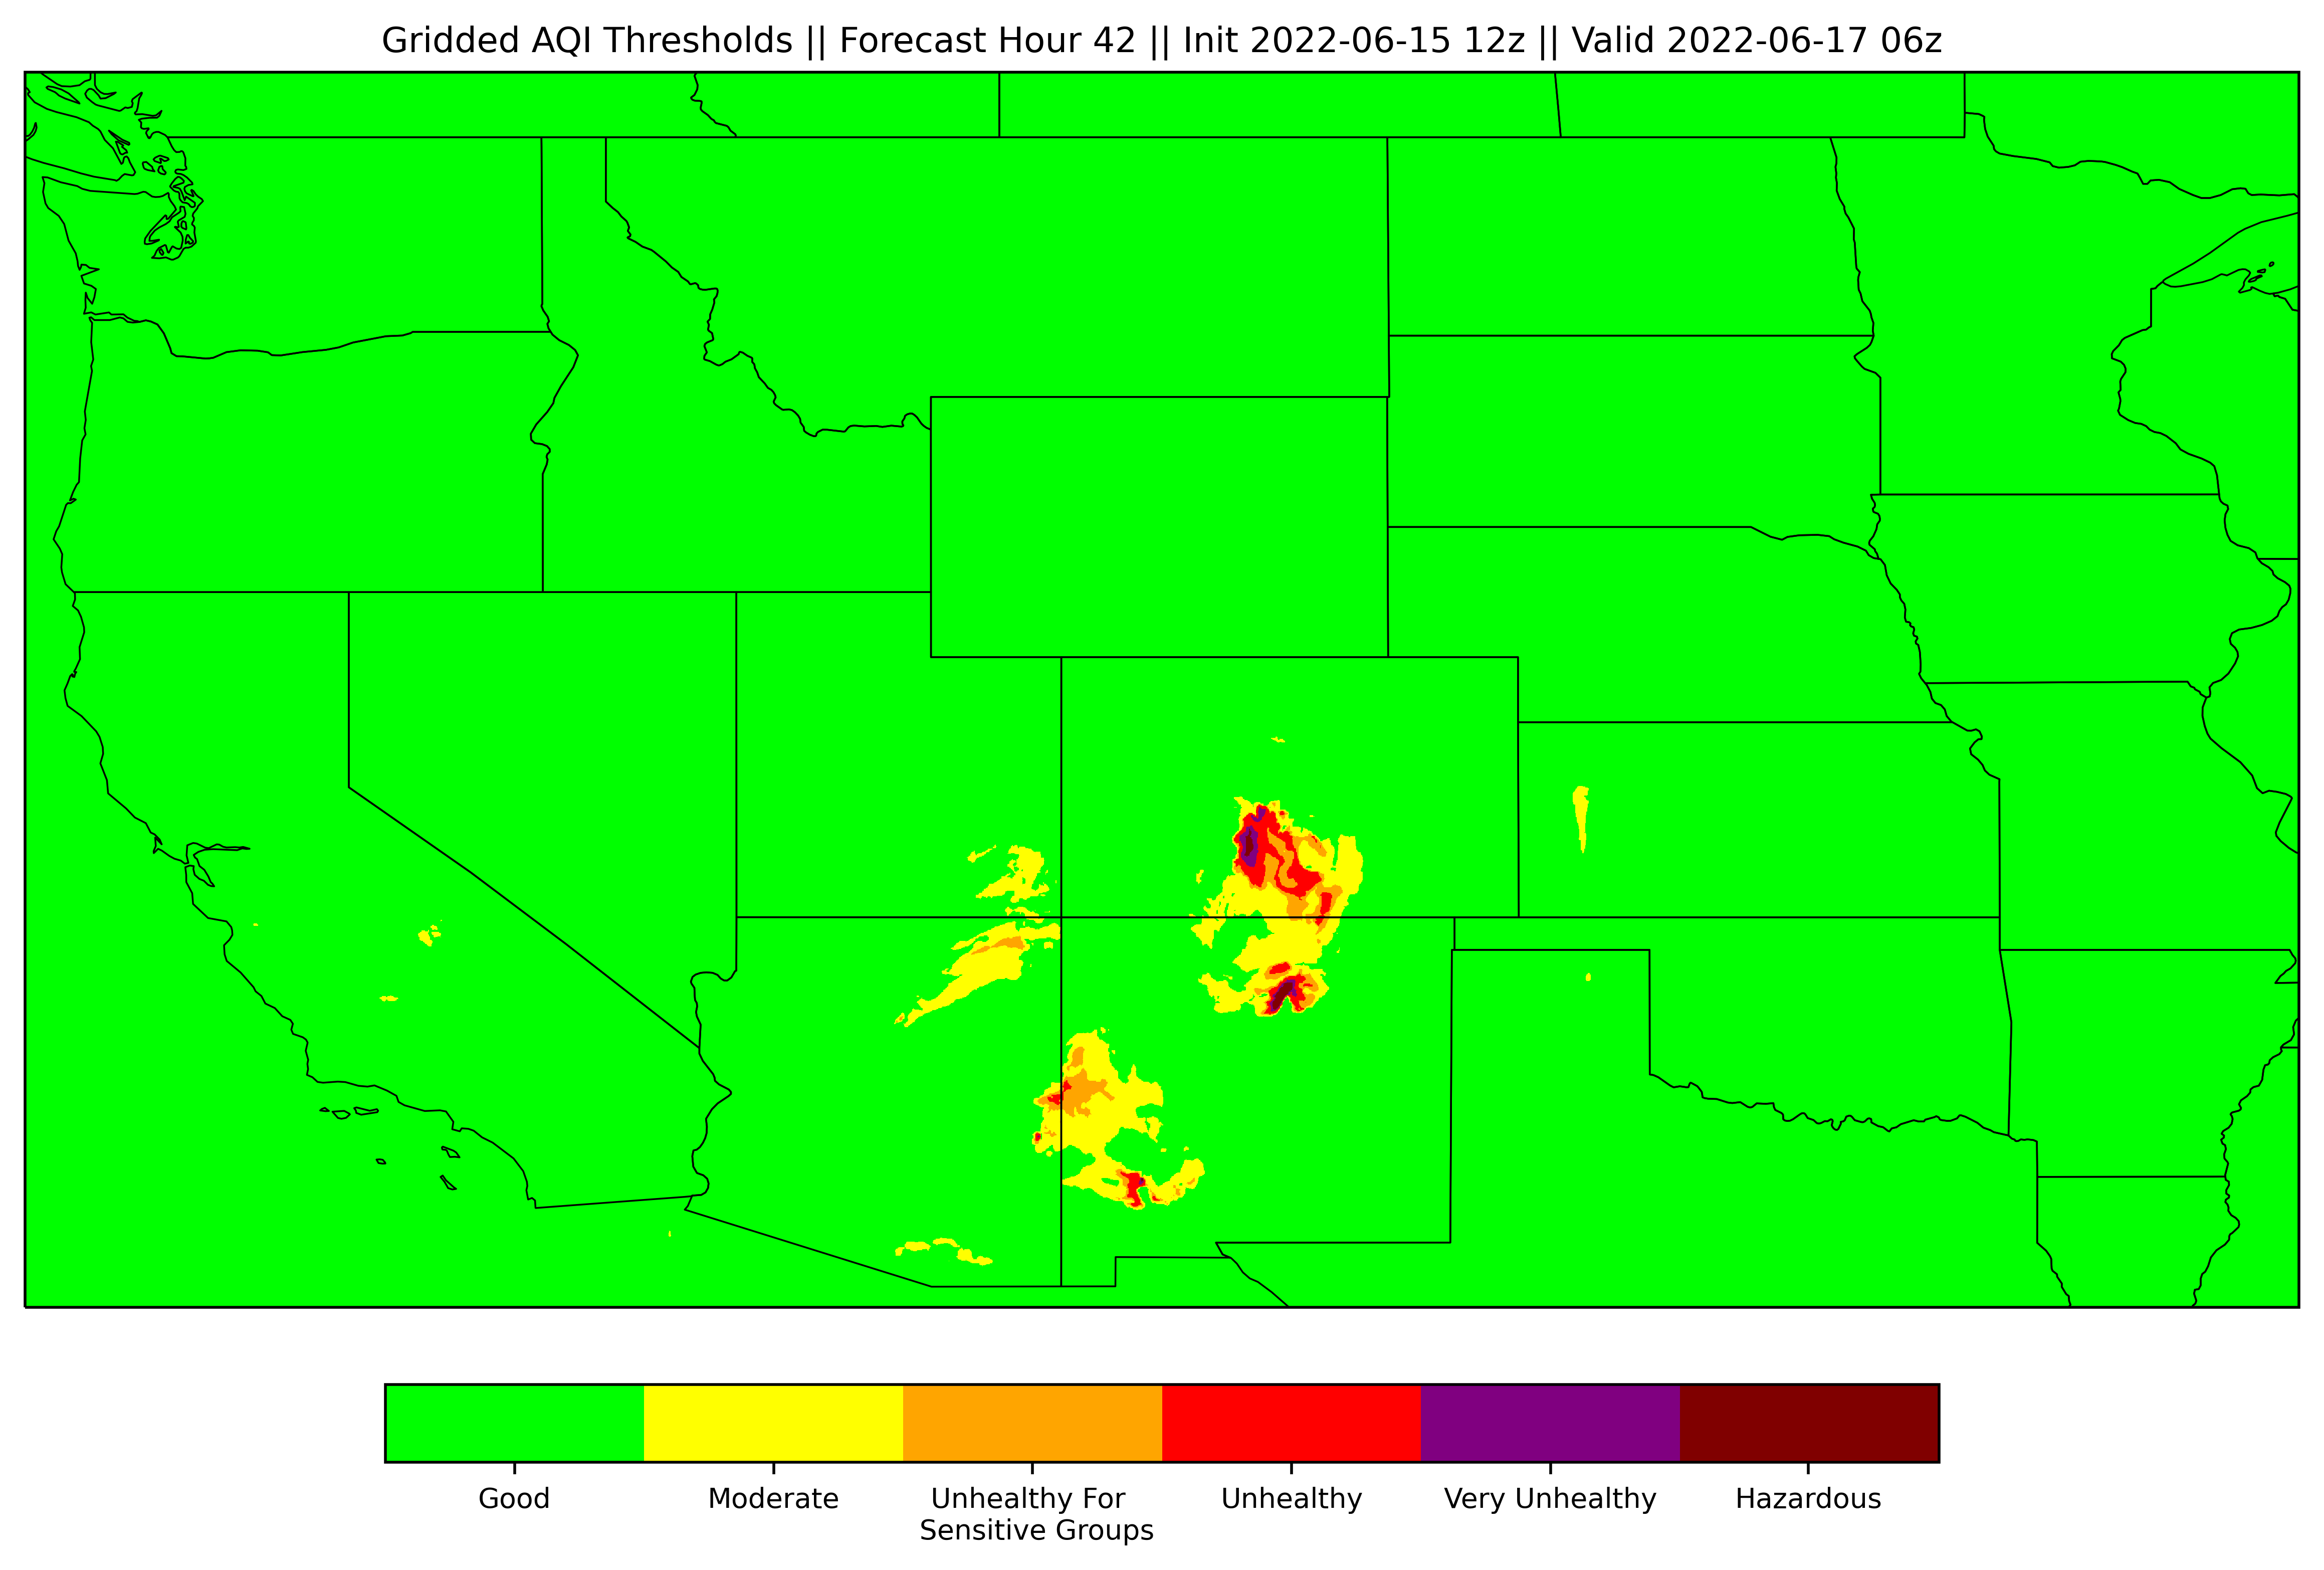 Gridded AQI Thresholds || Forecast Hour 42 || Init 2022-06-15 12z || Valid 2022-06-17 06z
Good Moderate Unhealthy For Unhealthy Very Unhealthy Hazardous
Sensitive Groups